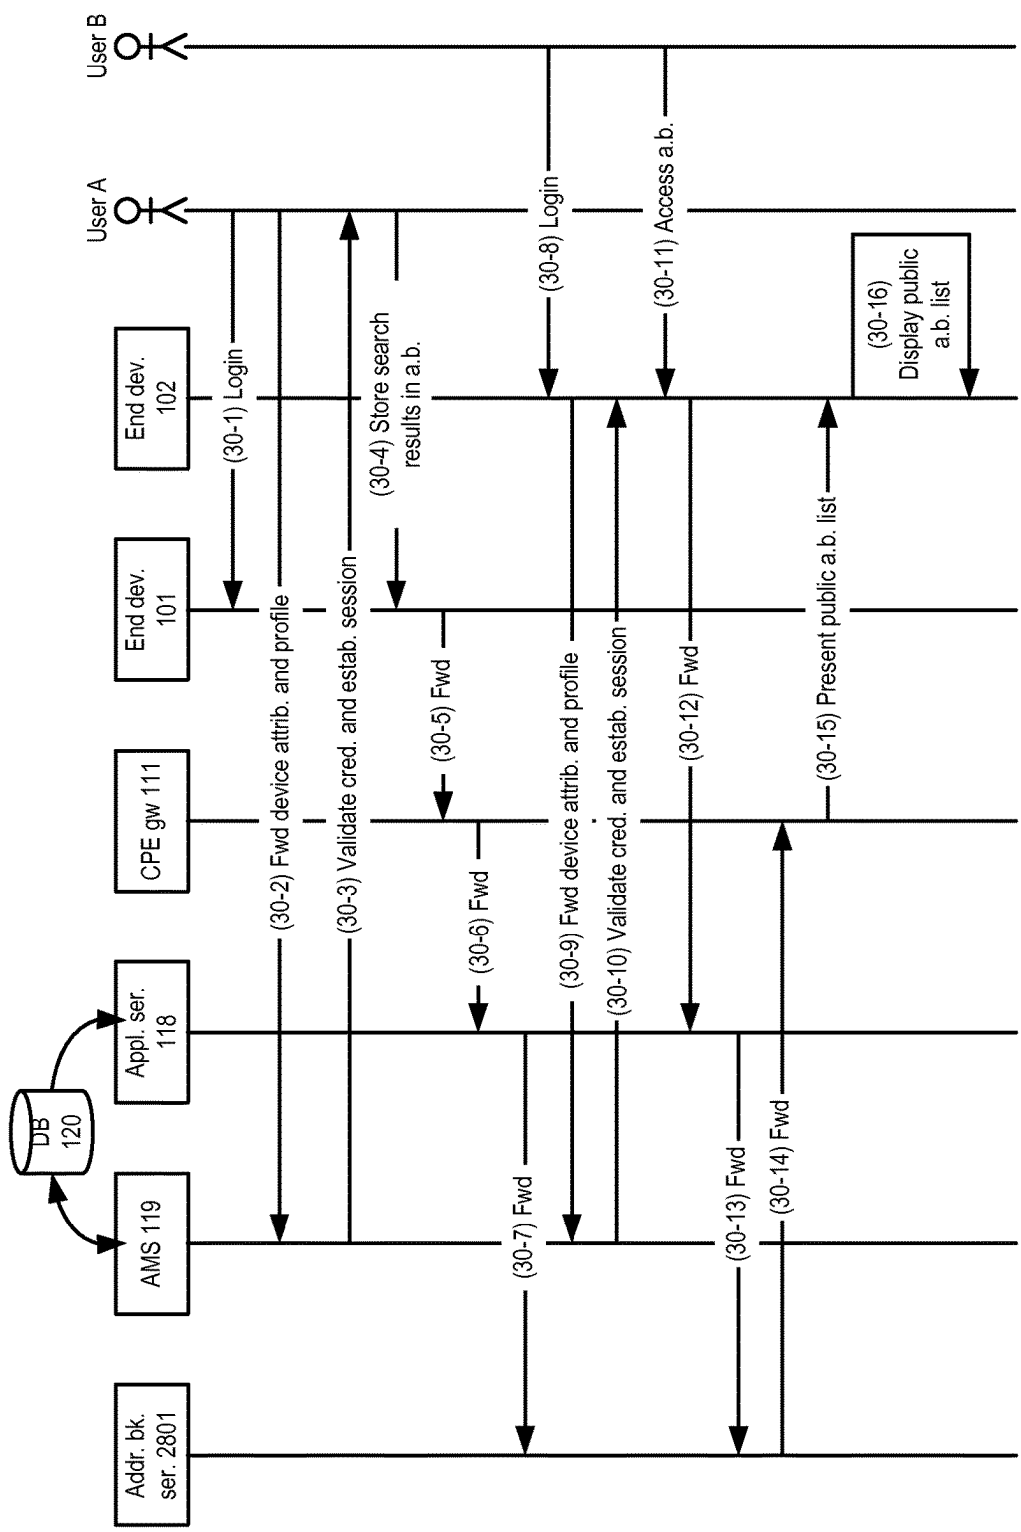 User B
User A
End dev.
102
End dev.
101
CPE gw 111
Appl. ser.
118
DB
120
AMS 119
Addr. bk.
ser. 2801
(30-1) Login
(30-2) Fwd device attrib. and profile
(30-3) Validate cred. and estab. session
(30-4) Store search
results in a.b.
(30-5) Fwd
(30-6) Fwd
(30-7) Fwd
(30-8) Login
(30-9) Fwd device attrib. and profile
(30-10) Validate cred. and estab. session
(30-11) Access a.b.
(30-12) Fwd
(30-13) Fwd
(30-14) Fwd
(30-15) Present public a.b. list
(30-16)
Display public
a.b. list